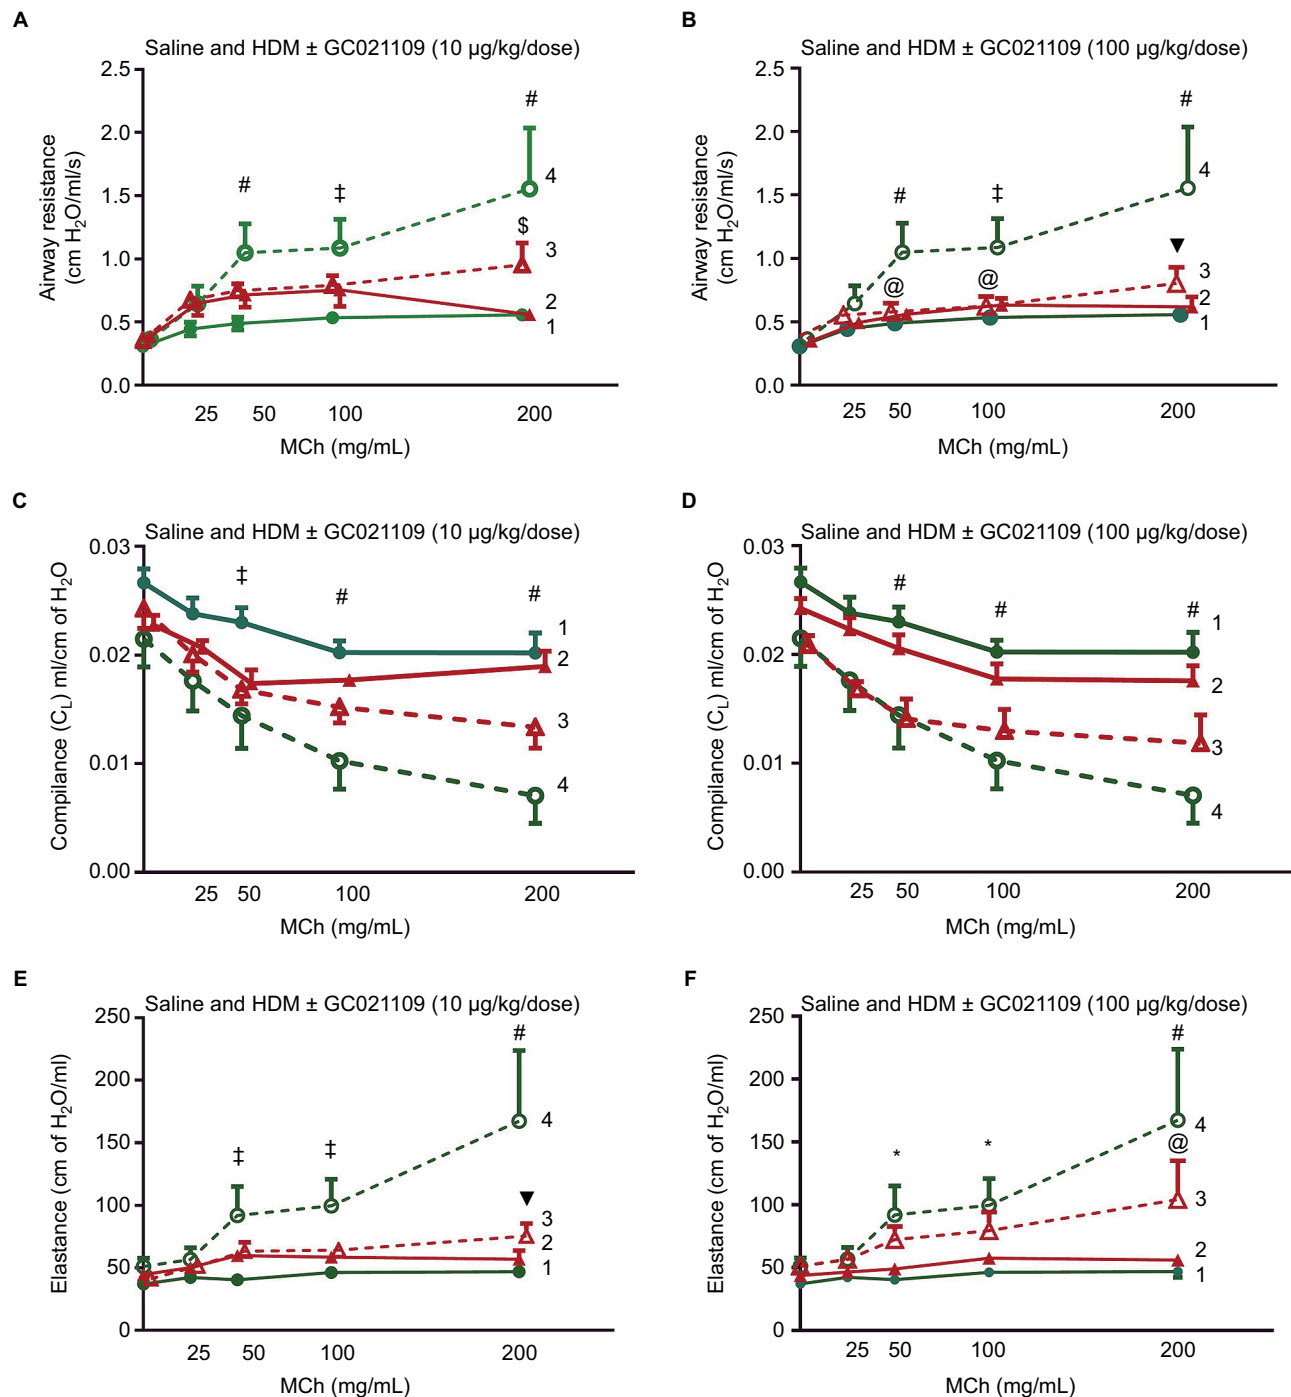 A
Saline and HDM ± GC021109 (10 µg/kg/dose)
Airway resistance
(cm H₂O/ml/s)
2.5
2.0
1.5
1.0
0.5
0.0
#
‡
#
$
4
3
2
1
25 50 100 200
MCh (mg/mL)
B
Saline and HDM ± GC021109 (100 µg/kg/dose)
Airway resistance
(cm H₂O/ml/s)
2.5
2.0
1.5
1.0
0.5
0.0
#
‡
#
@
@
▼
4
3
2
1
25 50 100 200
MCh (mg/mL)
C
Saline and HDM ± GC021109 (10 µg/kg/dose)
Compilance (C_L) ml/cm of H₂O
0.03
0.02
0.01
0.00
‡
#
#
1
2
3
4
25 50 100 200
MCh (mg/mL)
D
Saline and HDM ± GC021109 (100 µg/kg/dose)
Compilance (C_L) ml/cm of H₂O
0.03
0.02
0.01
0.00
#
#
#
1
2
3
4
25 50 100 200
MCh (mg/mL)
E
Saline and HDM ± GC021109 (10 µg/kg/dose)
Elastance (cm of H₂O/ml)
250
200
150
100
50
0
‡
‡
#
▼
4
3
2
1
25 50 100 200
MCh (mg/mL)
F
Saline and HDM ± GC021109 (100 µg/kg/dose)
Elastance (cm of H₂O/ml)
250
200
150
100
50
0
*
*
#
@
4
3
2
1
25 50 100 200
MCh (mg/mL)